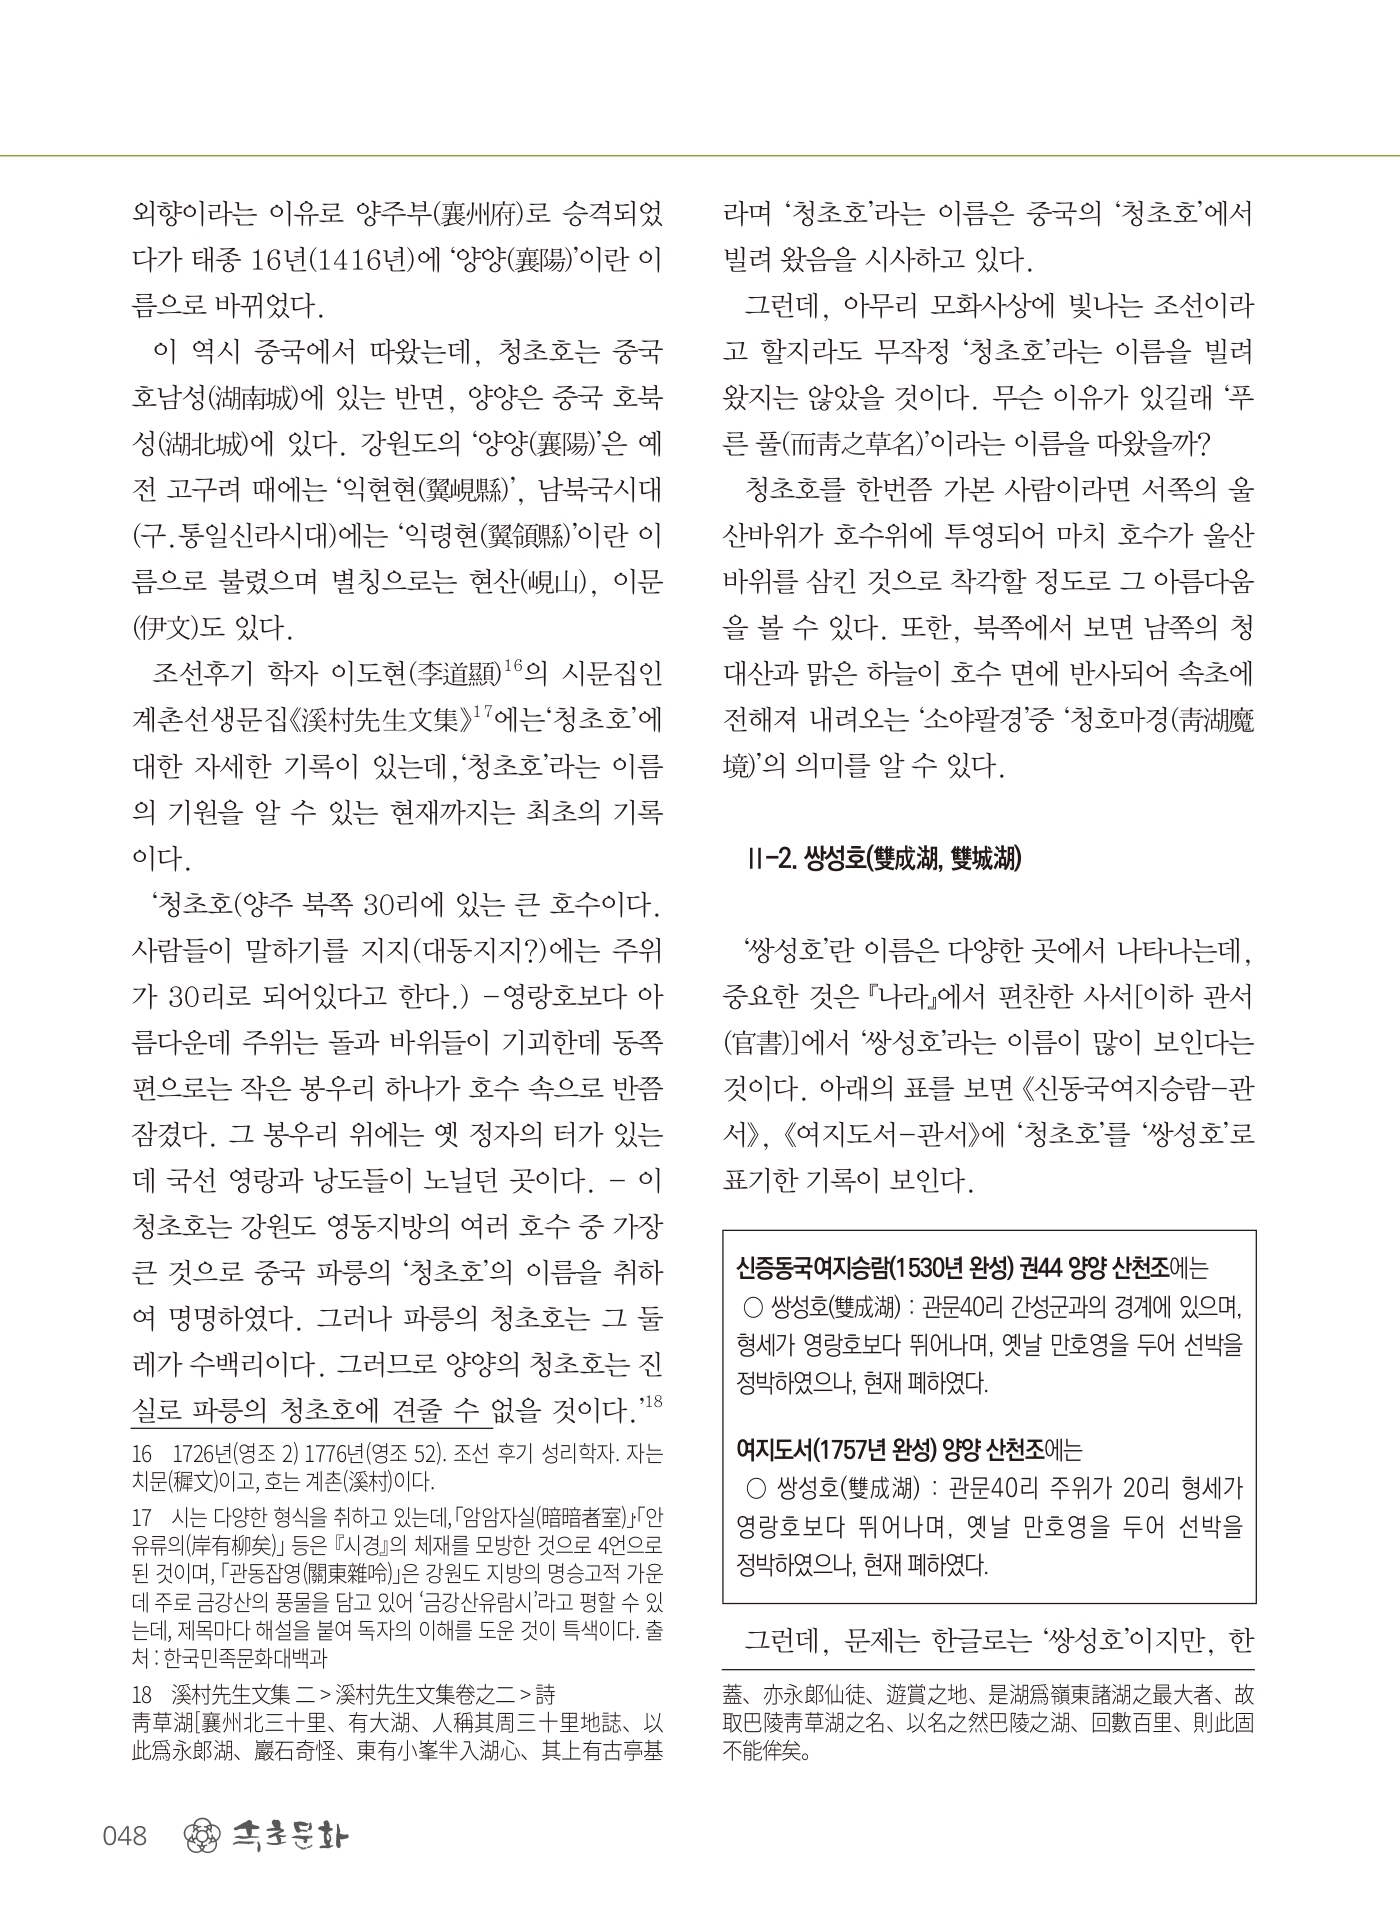 외향이라는 이유로 양주부(襄州府)로 승격되었
다가 태종 16년(1416년)에 ‘양양(襄陽)’이란 이
름으로 바뀌었다.
이 역시 중국에서 따왔는데, 청초호는 중국
호남성(湖南城)에 있는 반면, 양양은 중국 호북
성(湖北城)에 있다. 강원도의 ‘양양(襄陽)’은 예
전 고구려 때에는 ‘익현현(翼峴縣)’, 남북국시대
(구.통일신라시대)에는 ‘익령현(翼領縣)’이란 이
름으로 불렸으며 별칭으로는 현산(峴山), 이문
(伊文)도 있다.
조선후기 학자 이도현(李道顯)16의 시문집인
계촌선생문집《溪村先生文集》17에는‘청초호’에
대한 자세한 기록이 있는데,‘청초호’라는 이름
의 기원을 알 수 있는 현재까지는 최초의 기록
이다.
‘청초호(양주 북쪽 30리에 있는 큰 호수이다.
사람들이 말하기를 지지(대동지지?)에는 주위
가 30리로 되어있다고 한다.) -영랑호보다 아
름다운데 주위는 돌과 바위들이 기괴한데 동쪽
편으로는 작은 봉우리 하나가 호수 속으로 반쯤
잠겼다. 그 봉우리 위에는 옛 정자의 터가 있는
데 국선 영랑과 낭도들이 노닐던 곳이다. - 이
청초호는 강원도 영동지방의 여러 호수 중 가장
큰 것으로 중국 파릉의 ‘청초호’의 이름을 취하
여 명명하였다. 그러나 파릉의 청초호는 그 둘
레가 수백리이다. 그러므로 양양의 청초호는 진
실로 파릉의 청초호에 견줄 수 없을 것이다.’18
16 1726년(영조 2) 1776년(영조 52). 조선 후기 성리학자. 자는
치문(穉文)이고, 호는 계촌(溪村)이다.
17 시는 다양한 형식을 취하고 있는데,「암암자실(暗暗者室)」·「안
유류의(岸有柳矣)」 등은 『시경』의 체재를 모방한 것으로 4언으로
된 것이며, 「관동잡영(關東雜吟)」은 강원도 지방의 명승고적 가운
데 주로 금강산의 풍물을 담고 있어 ‘금강산유람시’라고 평할 수 있
는데, 제목마다 해설을 붙여 독자의 이해를 도운 것이 특색이다. 출
처 : 한국민족문화대백과
18 溪村先生文集 二 > 溪村先生文集卷之二 > 詩
靑草湖[襄州北三十里、有大湖、人稱其周三十里地誌、以
此爲永郞湖、巖石奇怪、東有小峯半入湖心、其上有古亭基
라며 ‘청초호’라는 이름은 중국의 ‘청초호’에서
빌려 왔음을 시사하고 있다.
그런데, 아무리 모화사상에 빛나는 조선이라
고 할지라도 무작정 ‘청초호’라는 이름을 빌려
왔지는 않았을 것이다. 무슨 이유가 있길래 ‘푸
른 풀(而靑之草名)’이라는 이름을 따왔을까?
청초호를 한번쯤 가본 사람이라면 서쪽의 울
산바위가 호수위에 투영되어 마치 호수가 울산
바위를 삼킨 것으로 착각할 정도로 그 아름다움
을 볼 수 있다. 또한, 북쪽에서 보면 남쪽의 청
대산과 맑은 하늘이 호수 면에 반사되어 속초에
전해져 내려오는 ‘소야팔경’중 ‘청호마경(靑湖魔
境)’의 의미를 알 수 있다.
Ⅱ-2. 쌍성호(雙成湖, 雙城湖)
‘쌍성호’란 이름은 다양한 곳에서 나타나는데,
중요한 것은『나라』에서 편찬한 사서[이하 관서
(官書)]에서 ‘쌍성호’라는 이름이 많이 보인다는
것이다. 아래의 표를 보면《신동국여지승람-관
서》,《여지도서-관서》에 ‘청초호’를 ‘쌍성호’로
표기한 기록이 보인다.
신증동국여지승람(1530년 완성) 권44 양양 산천조에는
○ 쌍성호(雙成湖) : 관문40리 간성군과의 경계에 있으며,
형세가 영랑호보다 뛰어나며, 옛날 만호영을 두어 선박을
정박하였으나, 현재 폐하였다.
여지도서(1757년 완성) 양양 산천조에는
○ 쌍성호(雙成湖) : 관문40리 주위가 20리 형세가
영랑호보다 뛰어나며, 옛날 만호영을 두어 선박을
정박하였으나, 현재 폐하였다.
그런데, 문제는 한글로는 ‘쌍성호’이지만, 한
蓋、亦永郞仙徒、遊賞之地、是湖爲嶺東諸湖之最大者、故
取巴陵靑草湖之名、以名之然巴陵之湖、回數百里、則此固
不能侔矣。
048 속초문화